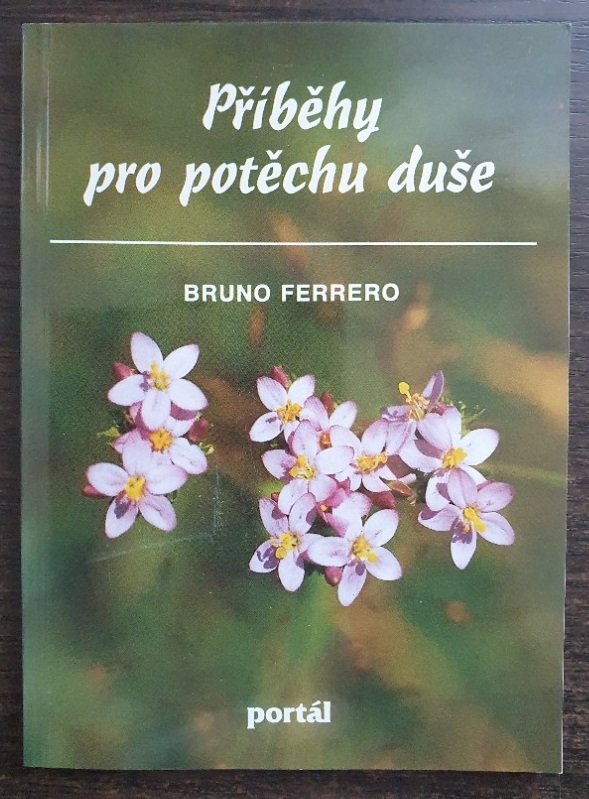 Příběhy
pro potěchu duše
BRUNO FERRERO
portál